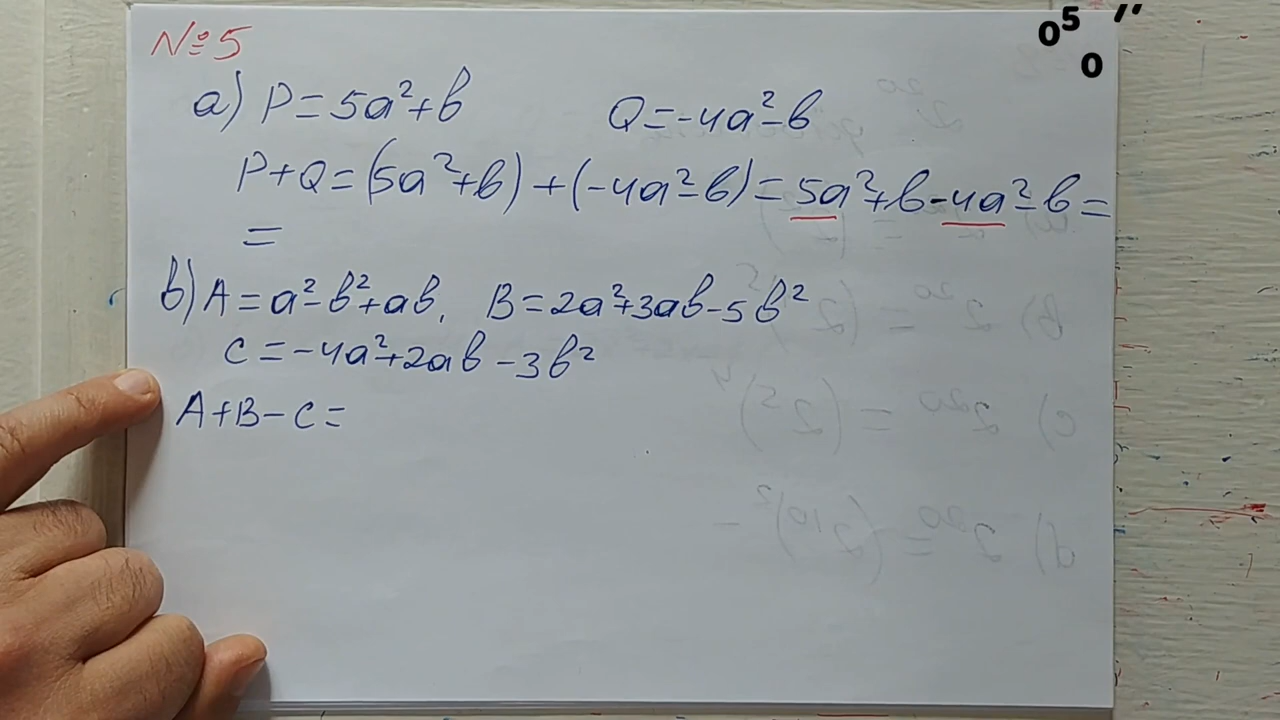 №5
a) P=5a²+b Q=-4a²-b
P+Q=(5a²+b)+(-4a²-b)=5a²+b-4a²-b=
=
b) A=a²-b²+ab, B=2a²+3ab-5b²
C=-4a²+2ab-3b²
A+B-C=